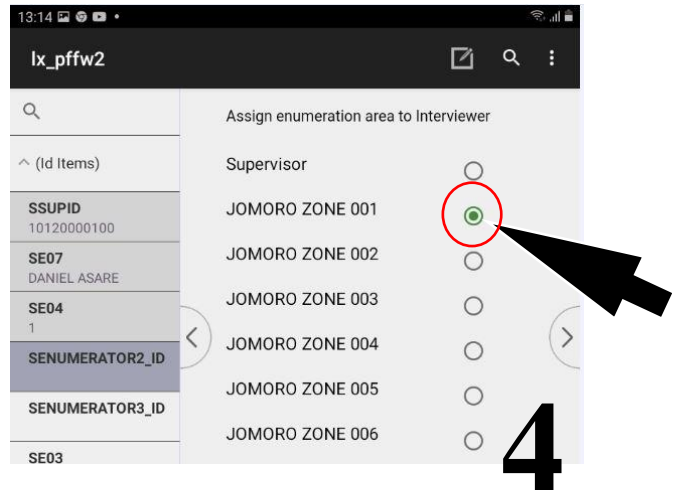 13:14
lx_pffw2
(Id Items)
SSUPID
10120000100
SE07
DANIEL ASARE
SE04
1
SENUMERATOR2_ID
SENUMERATOR3_ID
SE03
Assign enumeration area to Interviewer
Supervisor
JOMORO ZONE 001
JOMORO ZONE 002
JOMORO ZONE 003
JOMORO ZONE 004
JOMORO ZONE 005
JOMORO ZONE 006
4